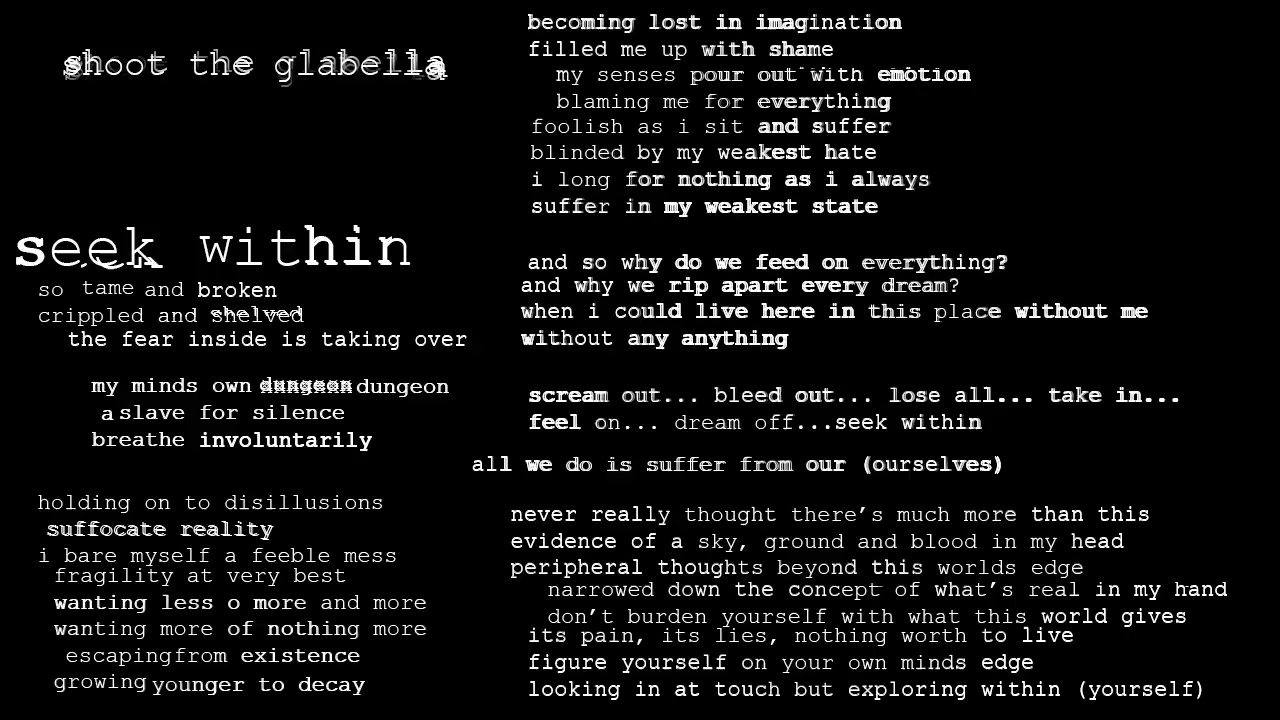 shoot the glabella
seek within
so tame and broken
crippled and shelved
the fear inside is taking over
my minds own dungeon dungeon
a slave for silence
breathe involuntarily
holding on to disillusions
suffocate reality
i bare myself a feeble mess
fragility at very best
wanting less o more and more
wanting more of nothing more
escaping from existence
growing younger to decay
becoming lost in imagination
filled me up with shame
my senses pour out with emotion
blaming me for everything
foolish as i sit and suffer
blinded by my weakest hate
i long for nothing as i always
suffer in my weakest state
and so why do we feed on everything?
and why we rip apart every dream?
when i could live here in this place without me
without any anything
scream out... bleed out... lose all... take in...
feel on... dream off...seek within
all we do is suffer from our (ourselves)
never really thought there’s much more than this
evidence of a sky, ground and blood in my head
peripheral thoughts beyond this worlds edge
narrowed down the concept of what’s real in my hand
don’t burden yourself with what this world gives
its pain, its lies, nothing worth to live
figure yourself on your own minds edge
looking in at touch but exploring within (yourself)